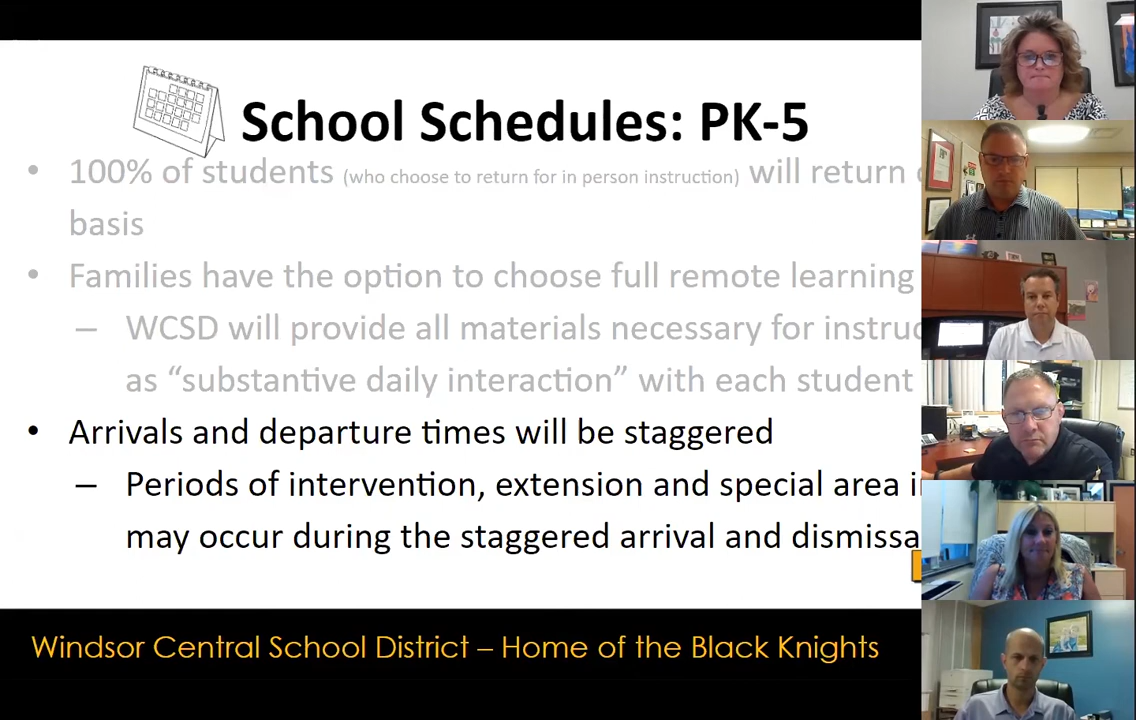 School Schedules: PK-5
• 100% of students (who choose to return for in person instruction) will return
basis
• Families have the option to choose full remote learning
– WCSD will provide all materials necessary for instruc
as “substantive daily interaction” with each student
• Arrivals and departure times will be staggered
– Periods of intervention, extension and special area
may occur during the staggered arrival and dismissa
Windsor Central School District – Home of the Black Knights